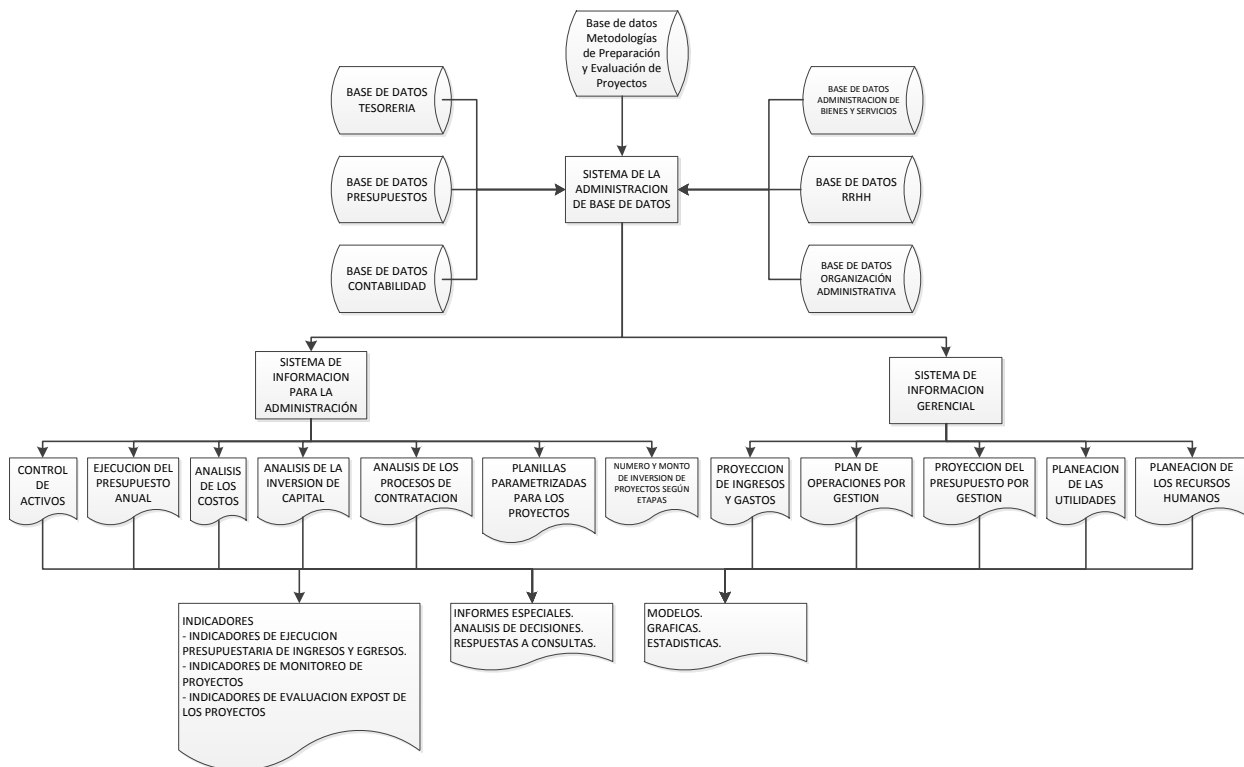 Base de datos
Metodologías
de Preparación
y Evaluación de
Proyectos
BASE DE DATOS
TESORERIA
BASE DE DATOS
ADMINISTRACION DE
BIENES Y SERVICIOS
BASE DE DATOS
PRESUPUESTOS
SISTEMA DE LA
ADMINISTRACION
DE BASE DE DATOS
BASE DE DATOS
RRHH
BASE DE DATOS
CONTABILIDAD
BASE DE DATOS
ORGANIZACIÓN
ADMINISTRATIVA
SISTEMA DE
INFORMACION
PARA LA
ADMINISTRACIÓN
SISTEMA DE
INFORMACION
GERENCIAL
CONTROL
DE
ACTIVOS
EJECUCION DEL
PRESUPUESTO
ANUAL
ANALISIS
DE LOS
COSTOS
ANALISIS DE LA
INVERSION DE
CAPITAL
ANALISIS DE LOS
PROCESOS DE
CONTRATACION
PLANILLAS
PARAMETRIZADAS
PARA LOS
PROYECTOS
NUMERO Y MONTO
DE INVERSION DE
PROYECTOS SEGÚN
ETAPAS
PROYECCION
DE INGRESOS
Y GASTOS
PLAN DE
OPERACIONES POR
GESTION
PROYECCION DEL
PRESUPUESTO POR
GESTION
PLANEACION
DE LAS
UTILIDADES
PLANEACION DE
LOS RECURSOS
HUMANOS
INDICADORES
- INDICADORES DE EJECUCION
PRESUPUESTARIA DE INGRESOS Y EGRESOS.
- INDICADORES DE MONITOREO DE
PROYECTOS
- INDICADORES DE EVALUACION EXPOST DE
LOS PROYECTOS
INFORMES ESPECIALES.
ANALISIS DE DECISIONES.
RESPUESTAS A CONSULTAS.
MODELOS.
GRAFICAS.
ESTADISTICAS.